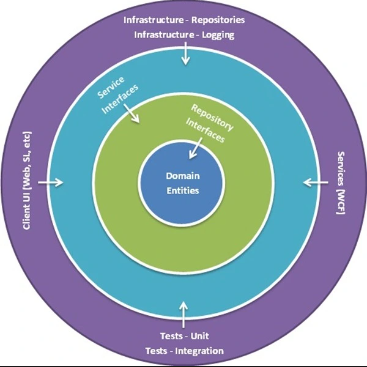 Infrastructure - Repositories
Infrastructure - Logging
Service
Interfaces
Repository
Interfaces
Domain
Entities
Client UI [Web, SL, etc]
Services [WCF]
Tests - Unit
Tests - Integration